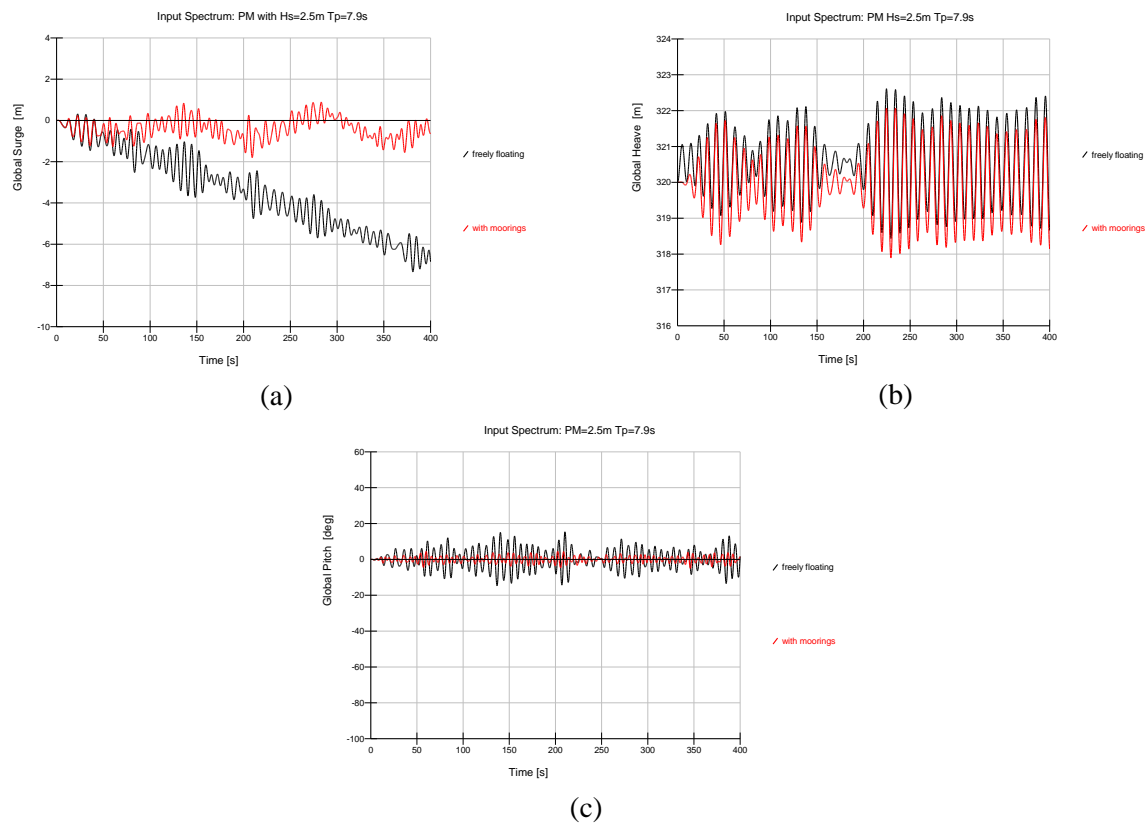 Input Spectrum: PM with Hs=2.5m Tp=7.9s
4
2
0
-2
-4
-6
-8
-10
Global Surge [m]
0 50 100 150 200 250 300 350 400
Time [s]
freely floating
with moorings
(a)
Input Spectrum: PM Hs=2.5m Tp=7.9s
324
323
322
321
320
319
318
317
316
Global Heave [m]
0 50 100 150 200 250 300 350 400
Time [s]
freely floating
with moorings
(b)
Input Spectrum: PM=2.5m Tp=7.9s
60
40
20
0
-20
-40
-60
-80
-100
Global Pitch [deg]
0 50 100 150 200 250 300 350 400
Time [s]
freely floating
with moorings
(c)